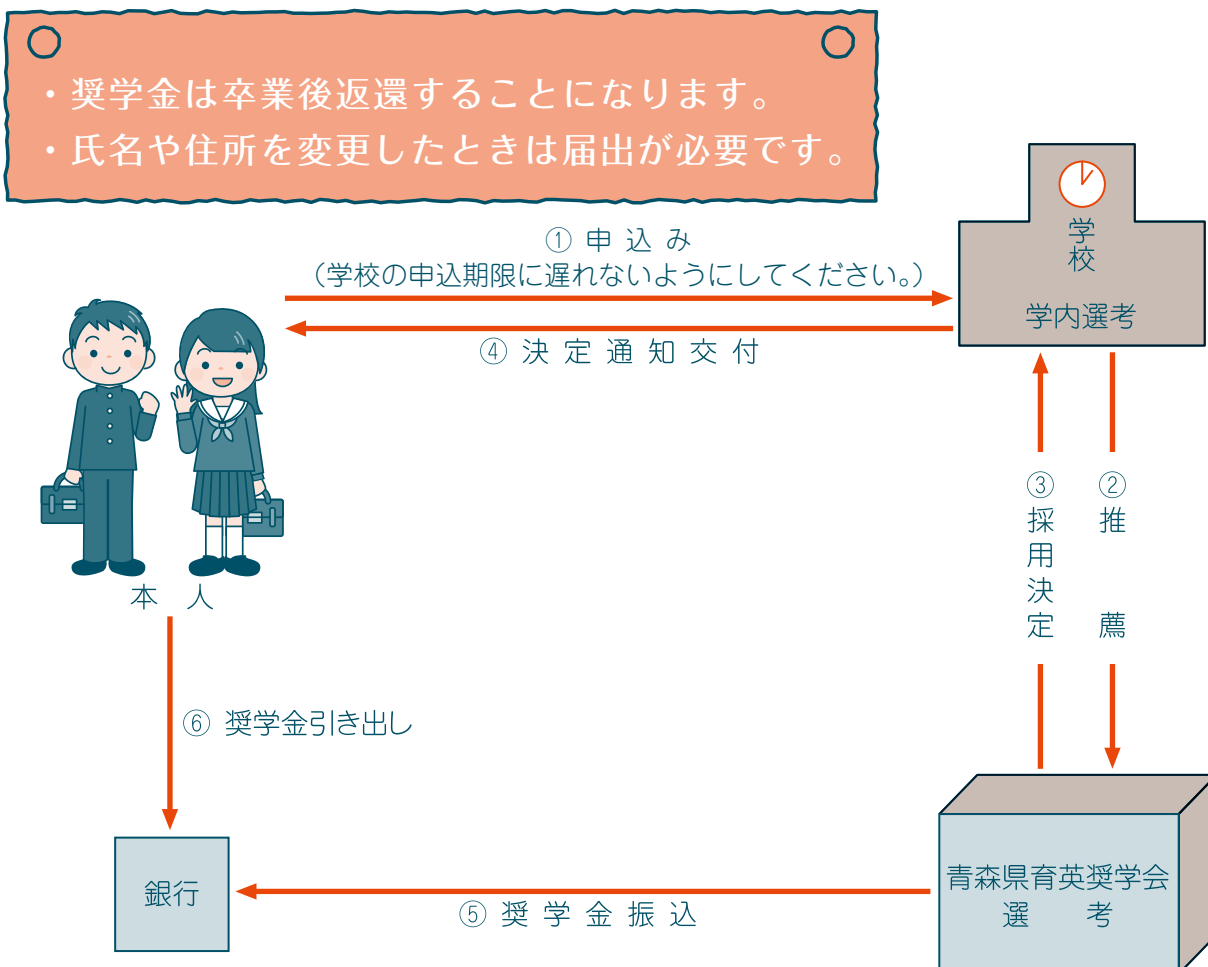 ・奨学金は卒業後返還することになります。
・氏名や住所を変更したときは届出が必要です。
① 申 込 み
（学校の申込期限に遅れないようにしてください。）
学校
学内選考
④ 決 定 通 知 交 付
③採用決定
②推　薦
本　人
⑥ 奨学金引き出し
銀行
⑤ 奨 学 金 振 込
青森県育英奨学会
選　　考